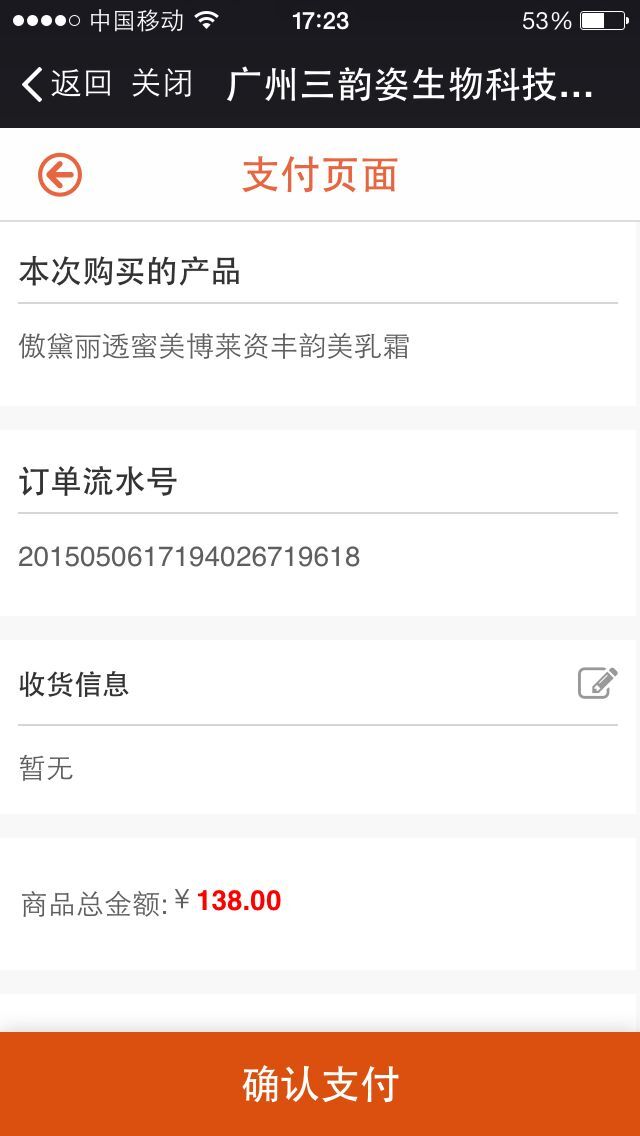 中国移动 17:23 53%
返回 关闭 广州三韵姿生物科技...
支付页面
本次购买的产品
傲黛丽透蜜美博莱资丰韵美乳霜
订单流水号
2015050617194026719618
收货信息
暂无
商品总金额:￥138.00
确认支付